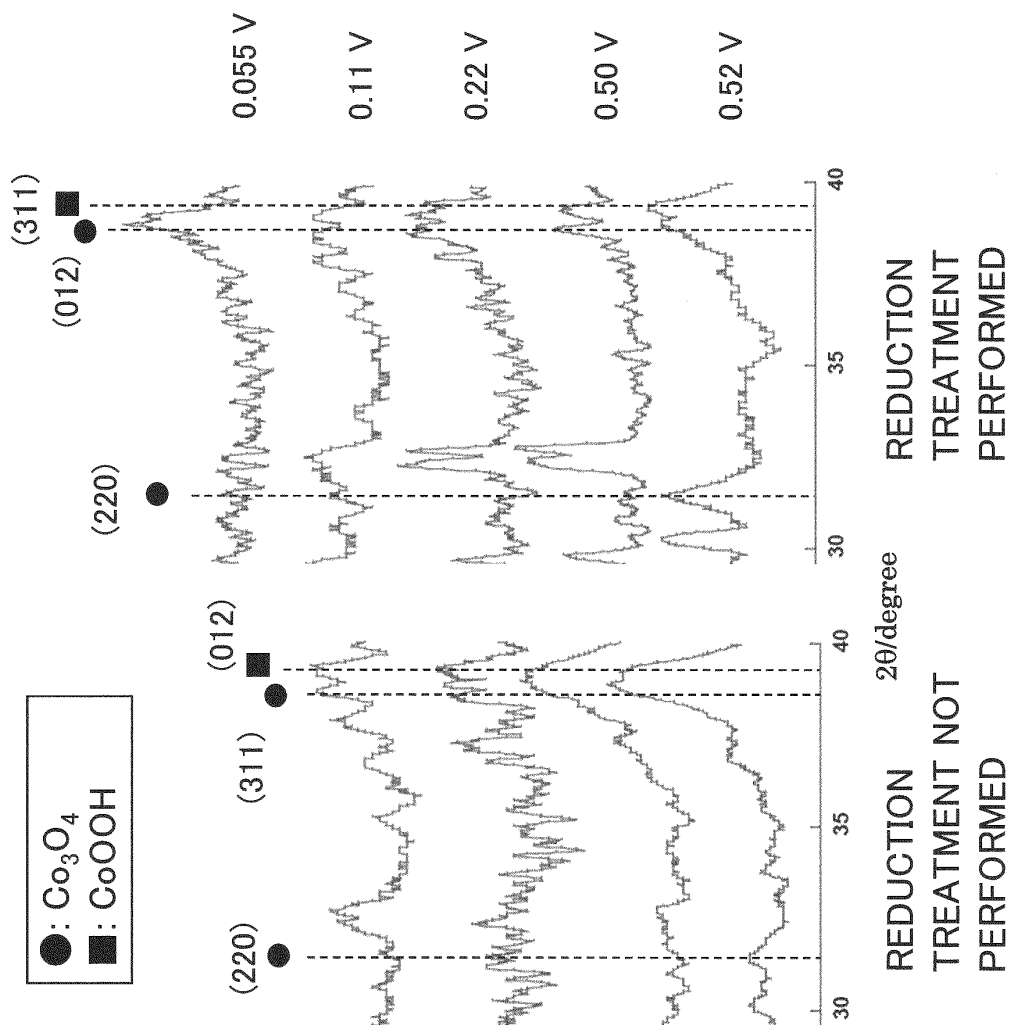 ●: Co₃O₄
■: CoOOH
(220)
(311)
(012)
(220)
(012)
(311)
0.055 V
0.11 V
0.22 V
0.50 V
0.52 V
30 35 40
30 35 40
2θ/degree
REDUCTION
TREATMENT NOT
PERFORMED
REDUCTION
TREATMENT
PERFORMED